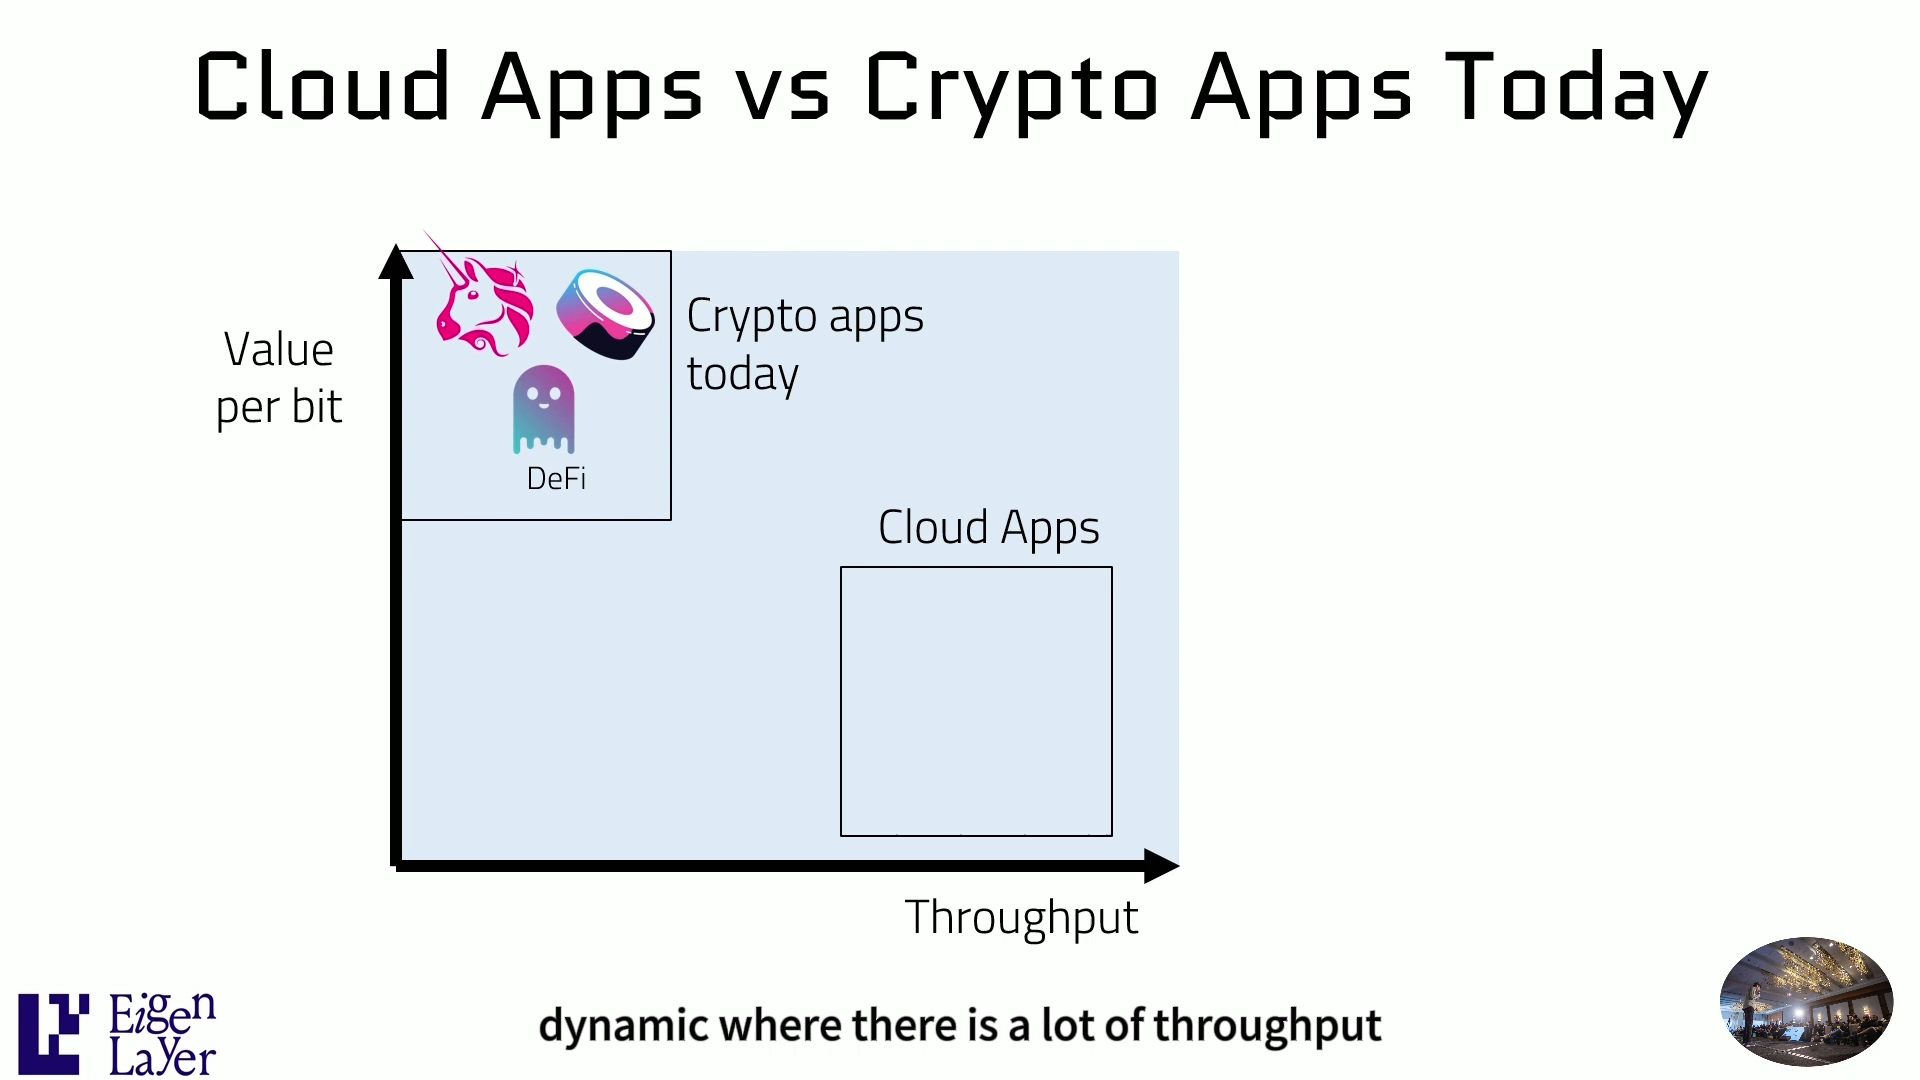 Cloud Apps vs Crypto Apps Today
Value
per bit
Crypto apps
today
DeFi
Cloud Apps
Throughput
Eigen
Layer
dynamic where there is a lot of throughput